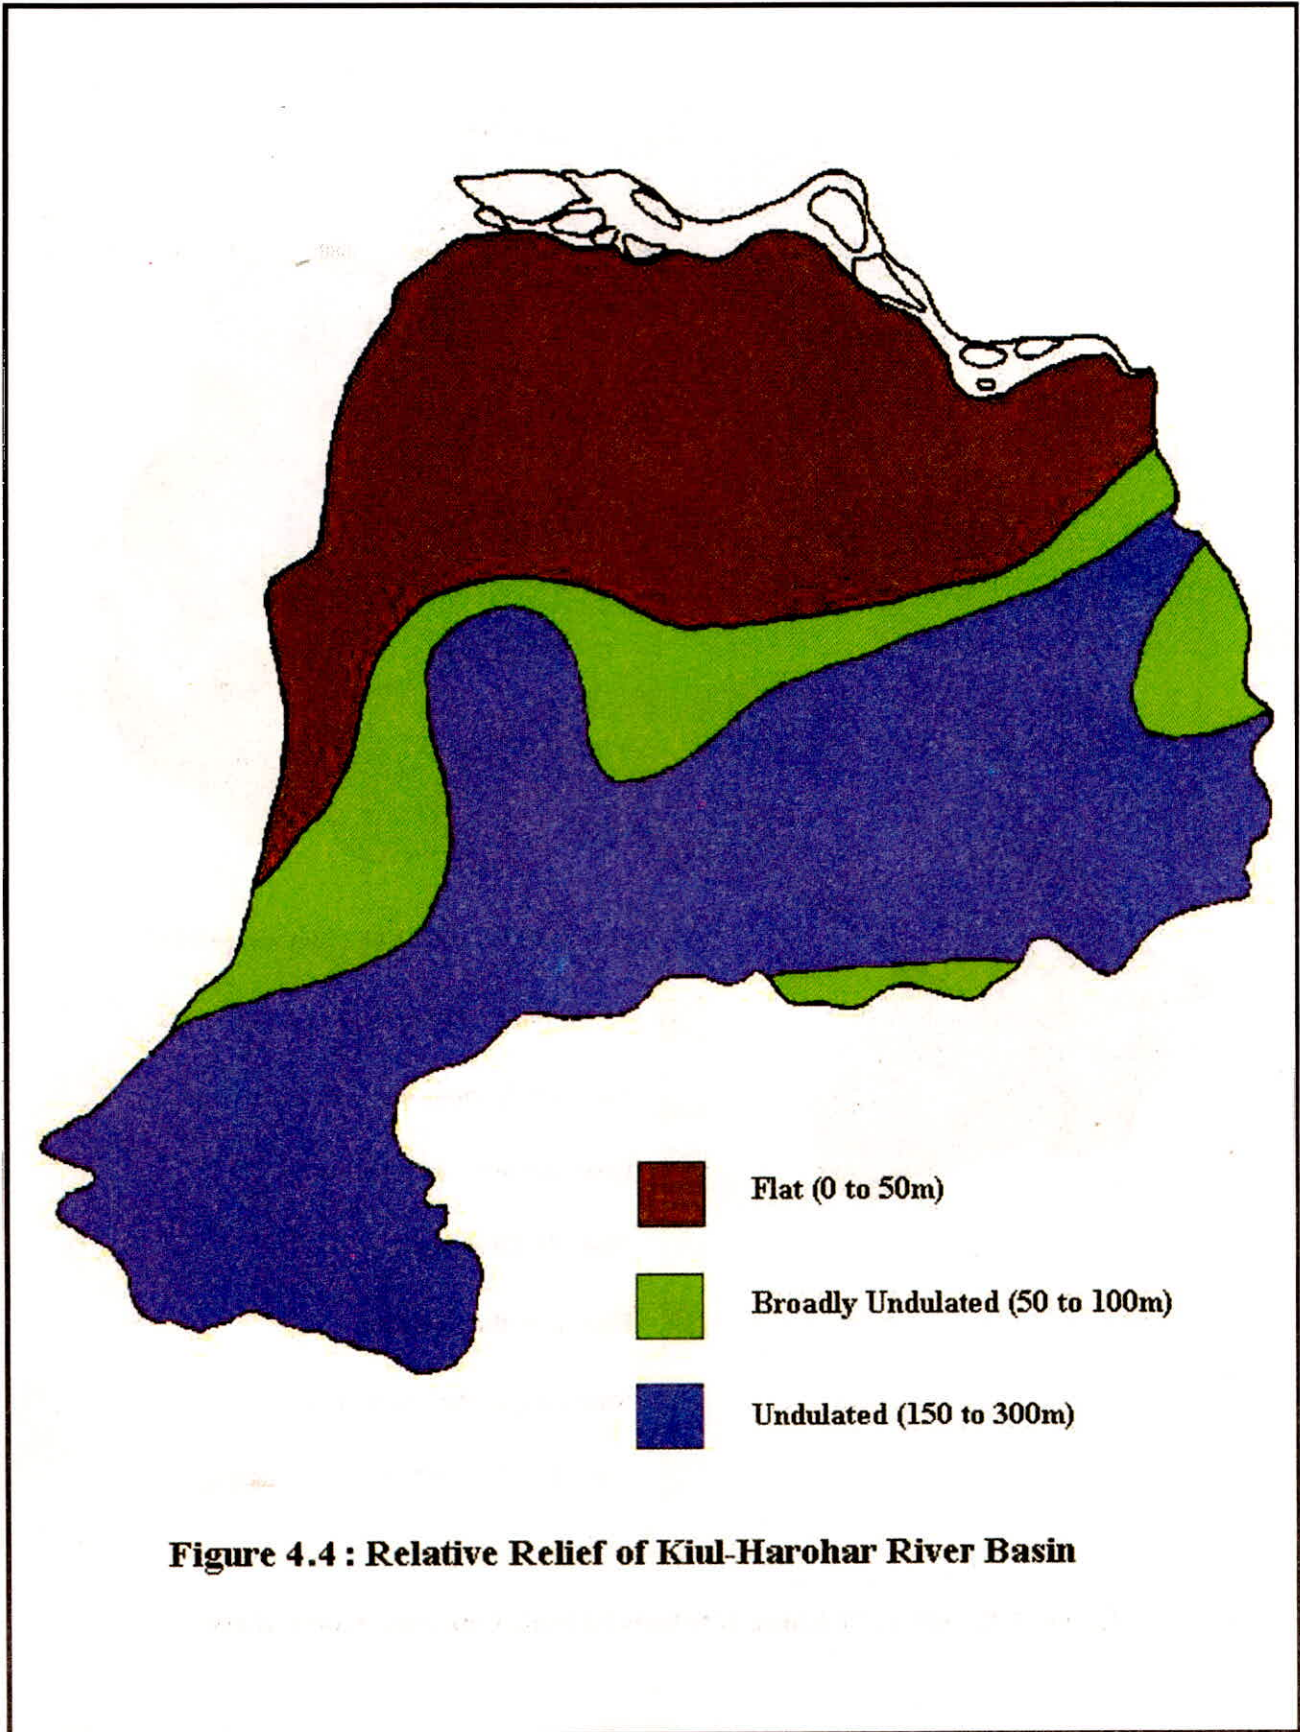 Flat (0 to 50m)
Broadly Undulated (50 to 100m)
Undulated (150 to 300m)
Figure 4.4 : Relative Relief of Kiul-Harohar River Basin